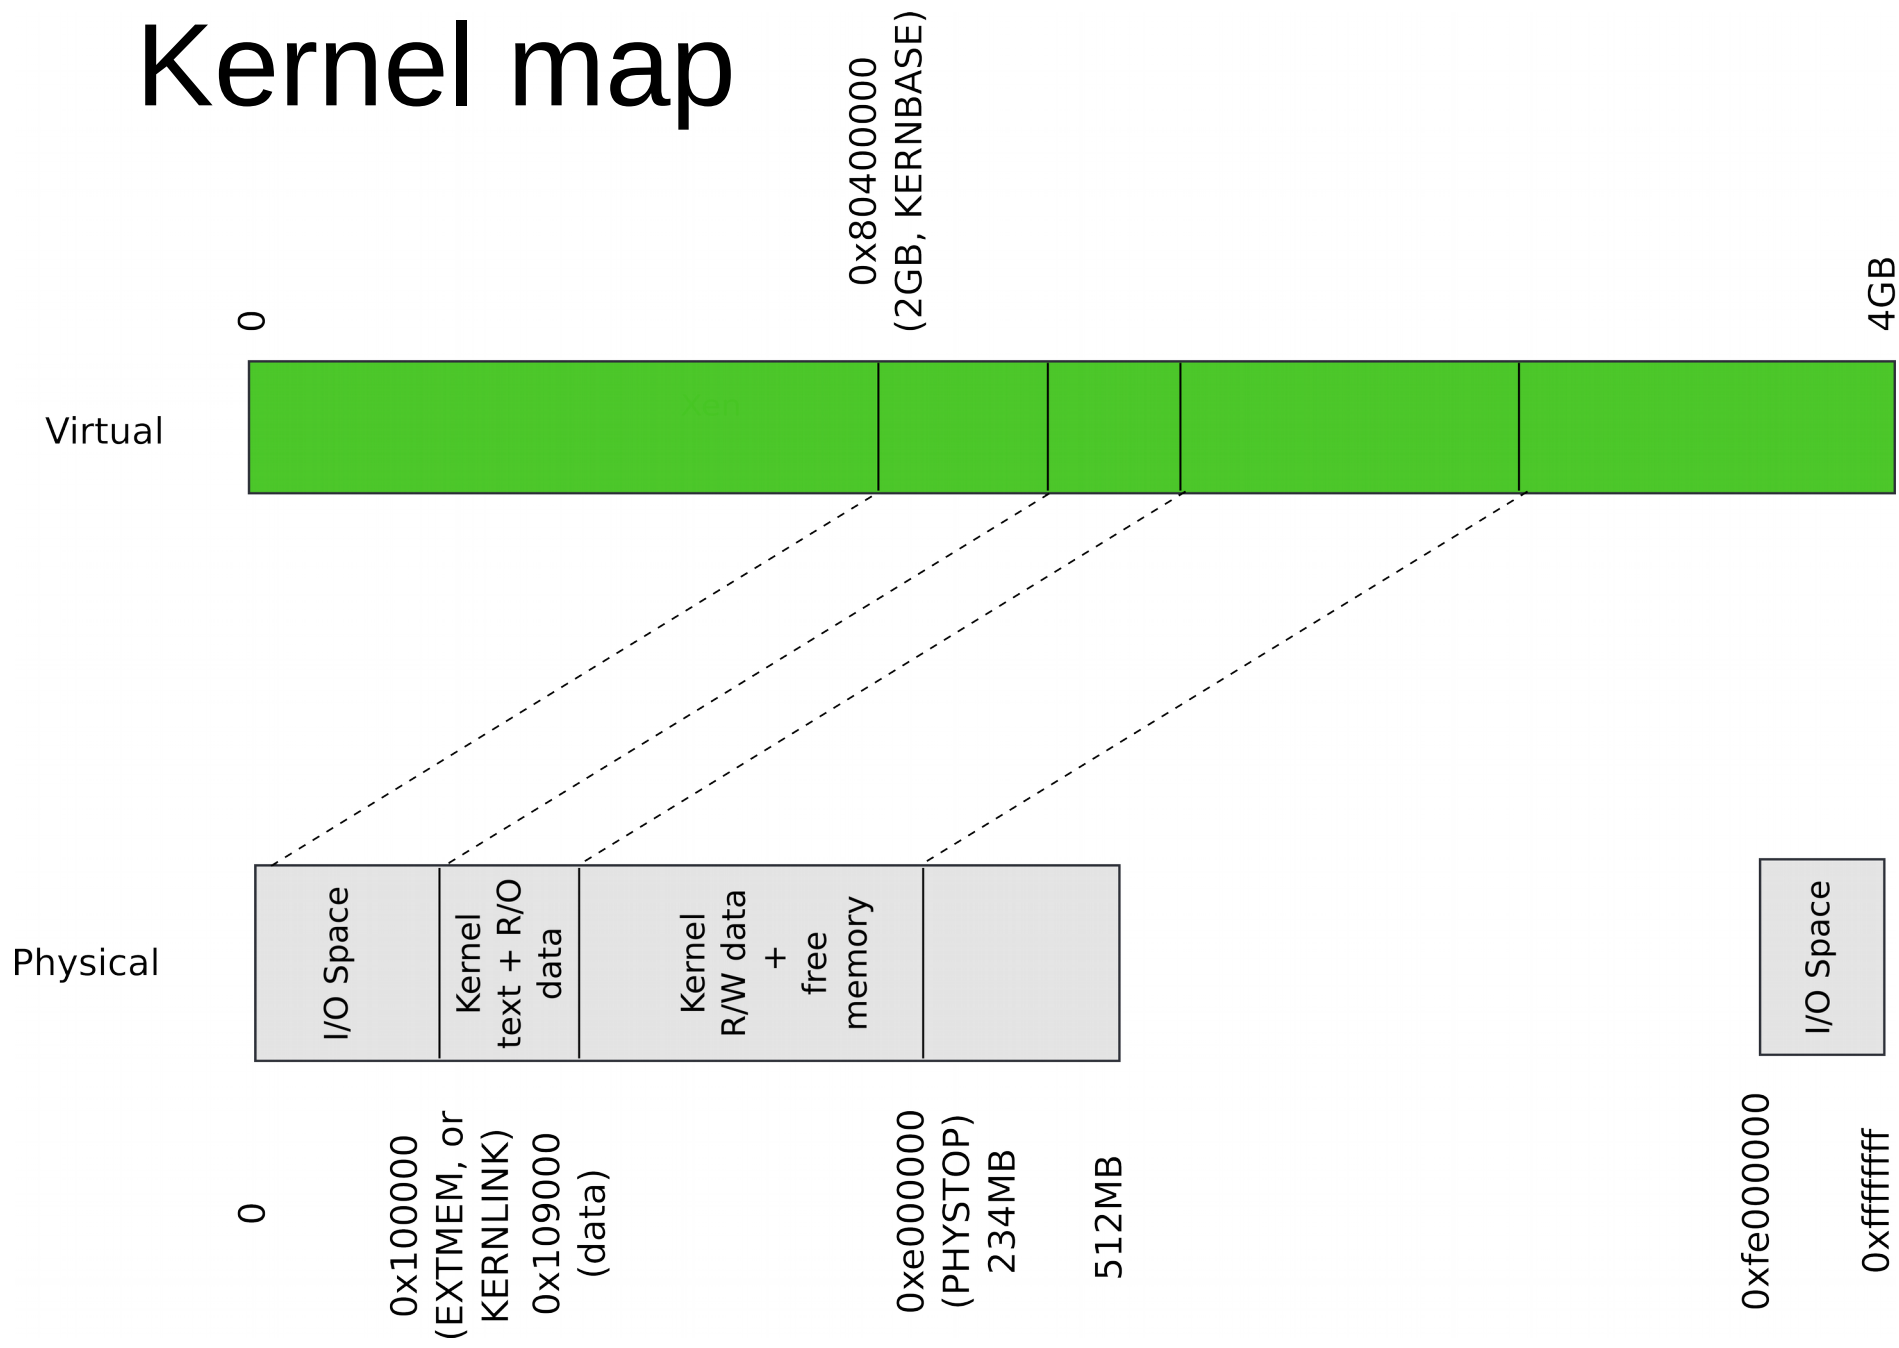 Kernel map
0
0x80400000
(2GB, KERNBASE)
4GB
Virtual
Xen
Physical
I/O Space
Kernel
text + R/O
data
Kernel
R/W data
+
free
memory
I/O Space
0
0x100000
(EXTMEM, or
KERNLINK)
0x109000
(data)
0xe000000
(PHYSTOP)
234MB
512MB
0xfe000000
0xffffffff